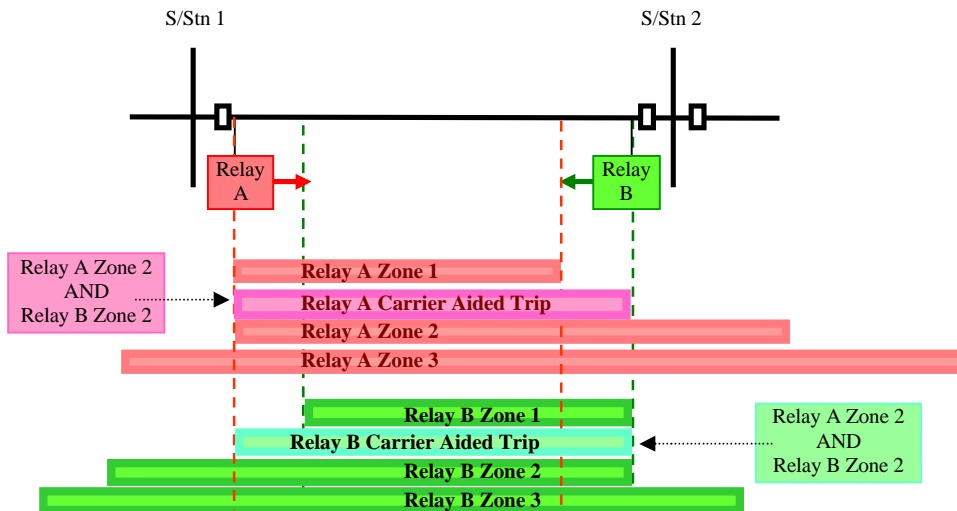 S/Stn 1
S/Stn 2
Relay
A
Relay
B
Relay A Zone 2
AND
Relay B Zone 2
Relay A Zone 1
Relay A Carrier Aided Trip
Relay A Zone 2
Relay A Zone 3
Relay B Zone 1
Relay B Carrier Aided Trip
Relay B Zone 2
Relay B Zone 3
Relay A Zone 2
AND
Relay B Zone 2